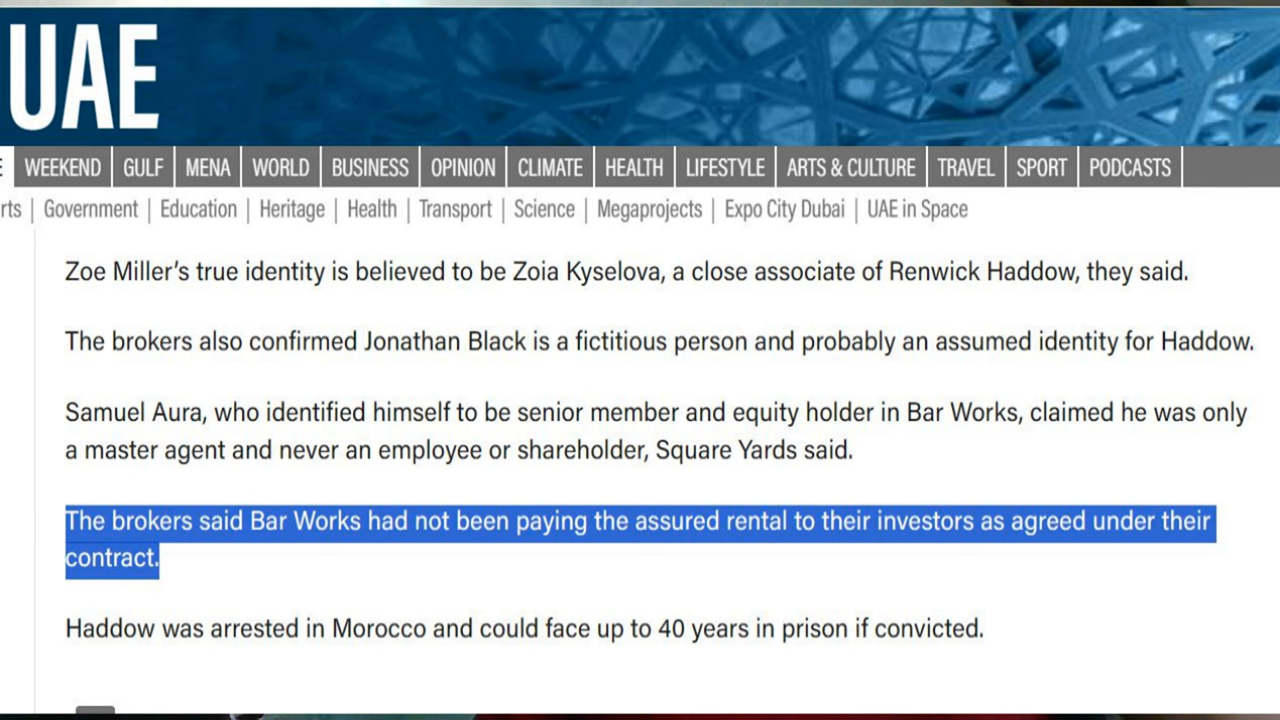 UAE
E WEEKEND GULF MENA WORLD BUSINESS OPINION CLIMATE HEALTH LIFESTYLE ARTS & CULTURE TRAVEL SPORT PODCASTS
rts | Government | Education | Heritage | Health | Transport | Science | Megaprojects | Expo City Dubai | UAE in Space
Zoe Miller’s true identity is believed to be Zoia Kyselova, a close associate of Renwick Haddow, they said.
The brokers also confirmed Jonathan Black is a fictitious person and probably an assumed identity for Haddow.
Samuel Aura, who identified himself to be senior member and equity holder in Bar Works, claimed he was only
a master agent and never an employee or shareholder, Square Yards said.
The brokers said Bar Works had not been paying the assured rental to their investors as agreed under their
contract.
Haddow was arrested in Morocco and could face up to 40 years in prison if convicted.